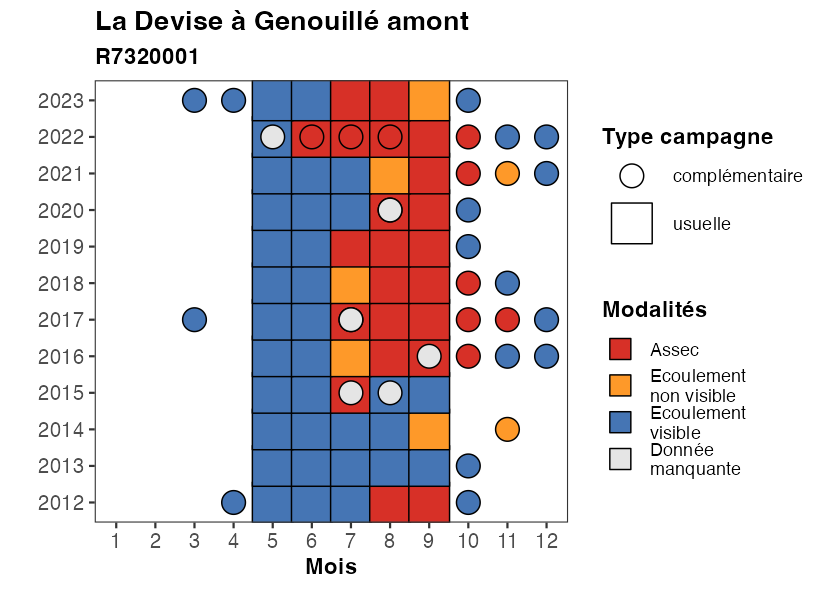 La Devise à Genouillé amont
R7320001
2023
2022
2021
2020
2019
2018
2017
2016
2015
2014
2013
2012
1 2 3 4 5 6 7 8 9 10 11 12
Mois
Type campagne
complémentaire
usuelle
Modalités
Assec
Ecoulement
non visible
Ecoulement
visible
Donnée
manquante